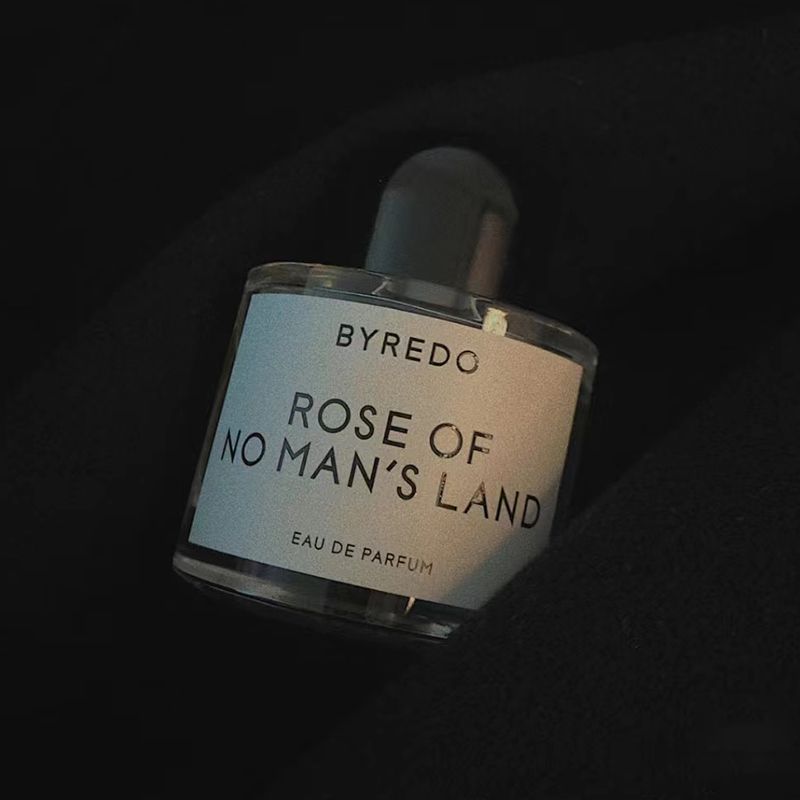 BYREDO
ROSE OF
NO MAN'S LAND
EAU DE PARFUM